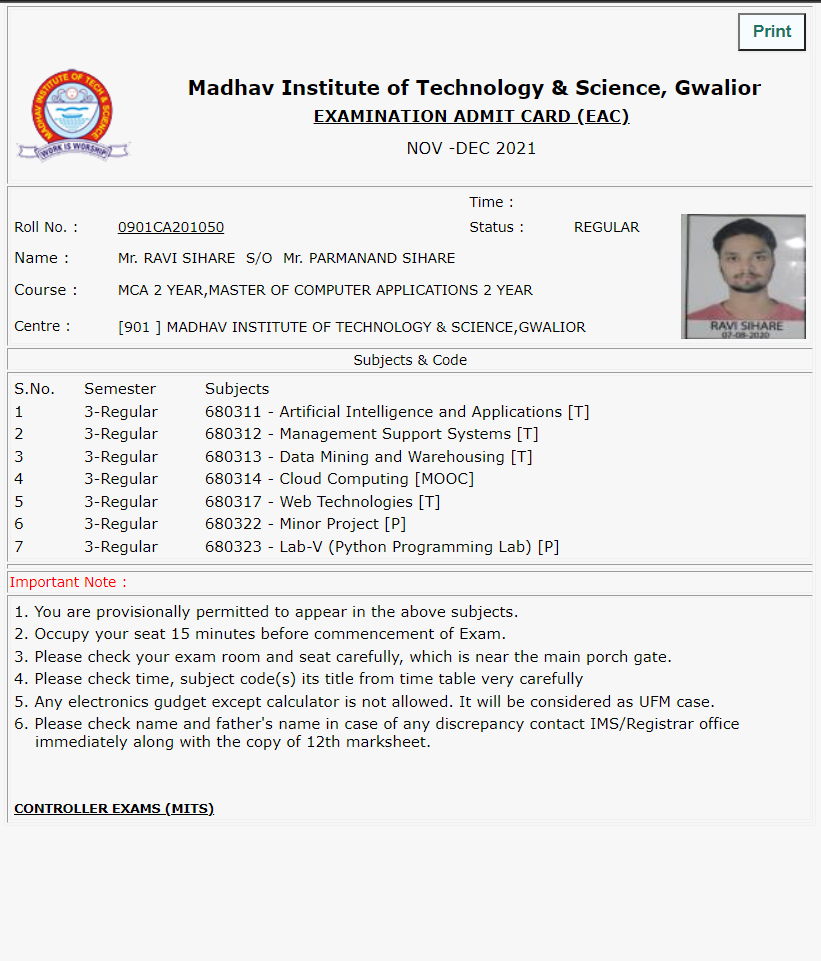 Print
MADHAV INSTITUTE OF TECH & SCIENCE
WORK IS WORSHIP
Madhav Institute of Technology & Science, Gwalior
EXAMINATION ADMIT CARD (EAC)
NOV -DEC 2021
Time :
Roll No. : 0901CA201050 Status : REGULAR
Name : Mr. RAVI SIHARE S/O Mr. PARMANAND SIHARE
Course : MCA 2 YEAR,MASTER OF COMPUTER APPLICATIONS 2 YEAR
Centre : [901 ] MADHAV INSTITUTE OF TECHNOLOGY & SCIENCE,GWALIOR
RAVI SIHARE
07-08-2020
Subjects & Code
S.No. Semester Subjects
1 3-Regular 680311 - Artificial Intelligence and Applications [T]
2 3-Regular 680312 - Management Support Systems [T]
3 3-Regular 680313 - Data Mining and Warehousing [T]
4 3-Regular 680314 - Cloud Computing [MOOC]
5 3-Regular 680317 - Web Technologies [T]
6 3-Regular 680322 - Minor Project [P]
7 3-Regular 680323 - Lab-V (Python Programming Lab) [P]
Important Note :
1. You are provisionally permitted to appear in the above subjects.
2. Occupy your seat 15 minutes before commencement of Exam.
3. Please check your exam room and seat carefully, which is near the main porch gate.
4. Please check time, subject code(s) its title from time table very carefully
5. Any electronics gudget except calculator is not allowed. It will be considered as UFM case.
6. Please check name and father's name in case of any discrepancy contact IMS/Registrar office
immediately along with the copy of 12th marksheet.
CONTROLLER EXAMS (MITS)